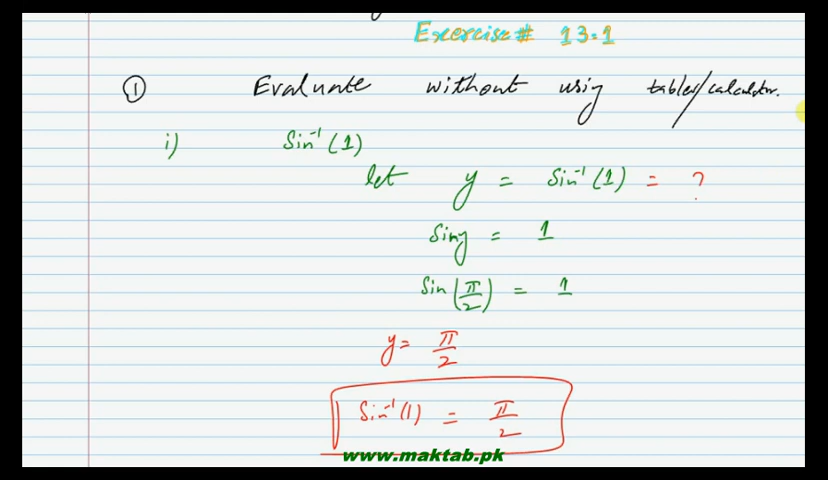 Exercise# 13.1
① Evaluate without using tables/calculator.
i) Sin⁻¹(1)
let y = Sin⁻¹(1) = ?
Siny = 1
Sin(π/2) = 1
y = π/2
Sin⁻¹(1) = π/2
www.maktab.pk